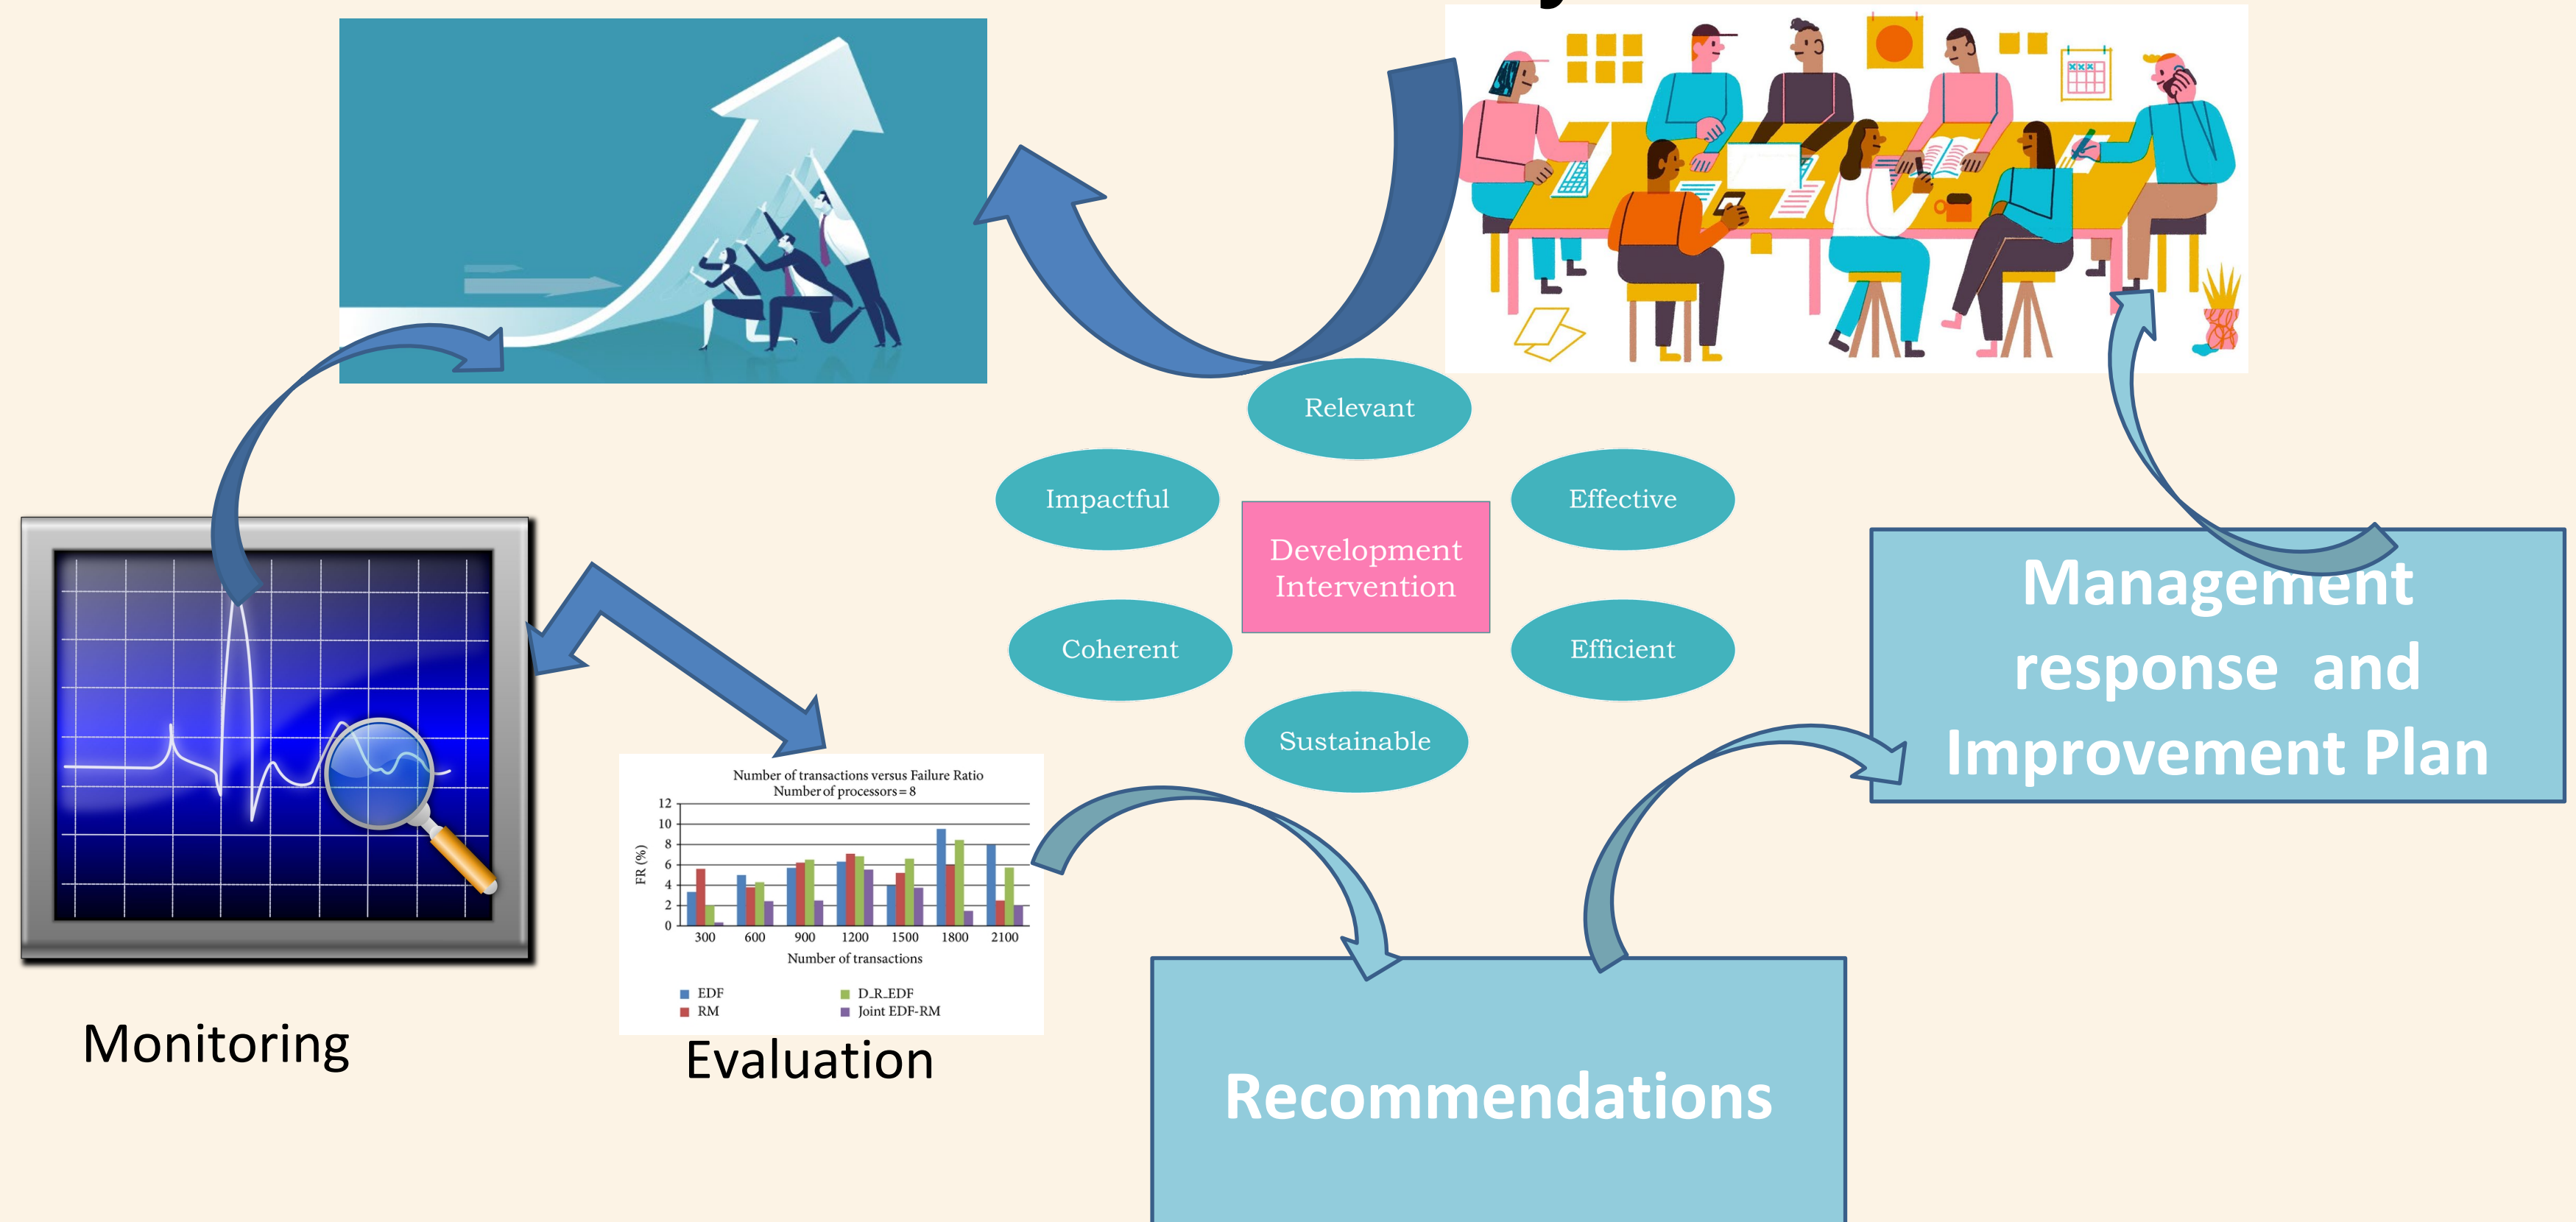 Relevant
Impactful
Effective
Development
Intervention
Coherent
Efficient
Sustainable
Management
response and
Improvement Plan
Number of transactions versus Failure Ratio
Number of processors = 8
12
10
8
6
4
2
0
FR (%)
300 600 900 1200 1500 1800 2100
Number of transactions
EDF
D_R_EDF
RM
Joint EDF-RM
Monitoring
Evaluation
Recommendations